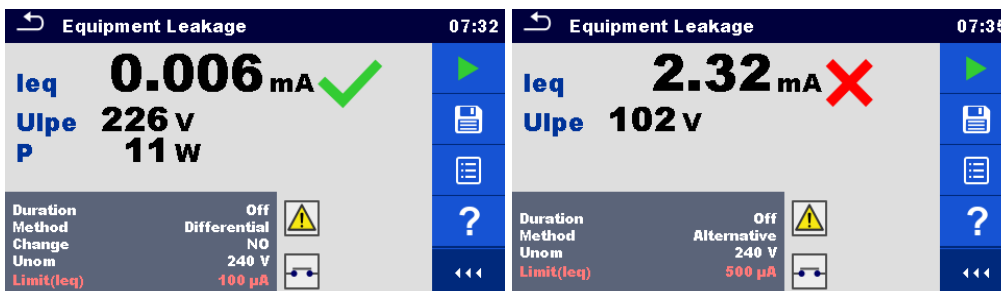 Equipment Leakage 07:32
Ieq 0.006 mA
Ulpe 226 V
P 11 W
Duration Off
Method Differential
Change NO
Unom 240 V
Limit(Ieq) 100 µA
?
Equipment Leakage 07:35
Ieq 2.32 mA
Ulpe 102 V
Duration Off
Method Alternative
Unom 240 V
Limit(Ieq) 500 µA
?